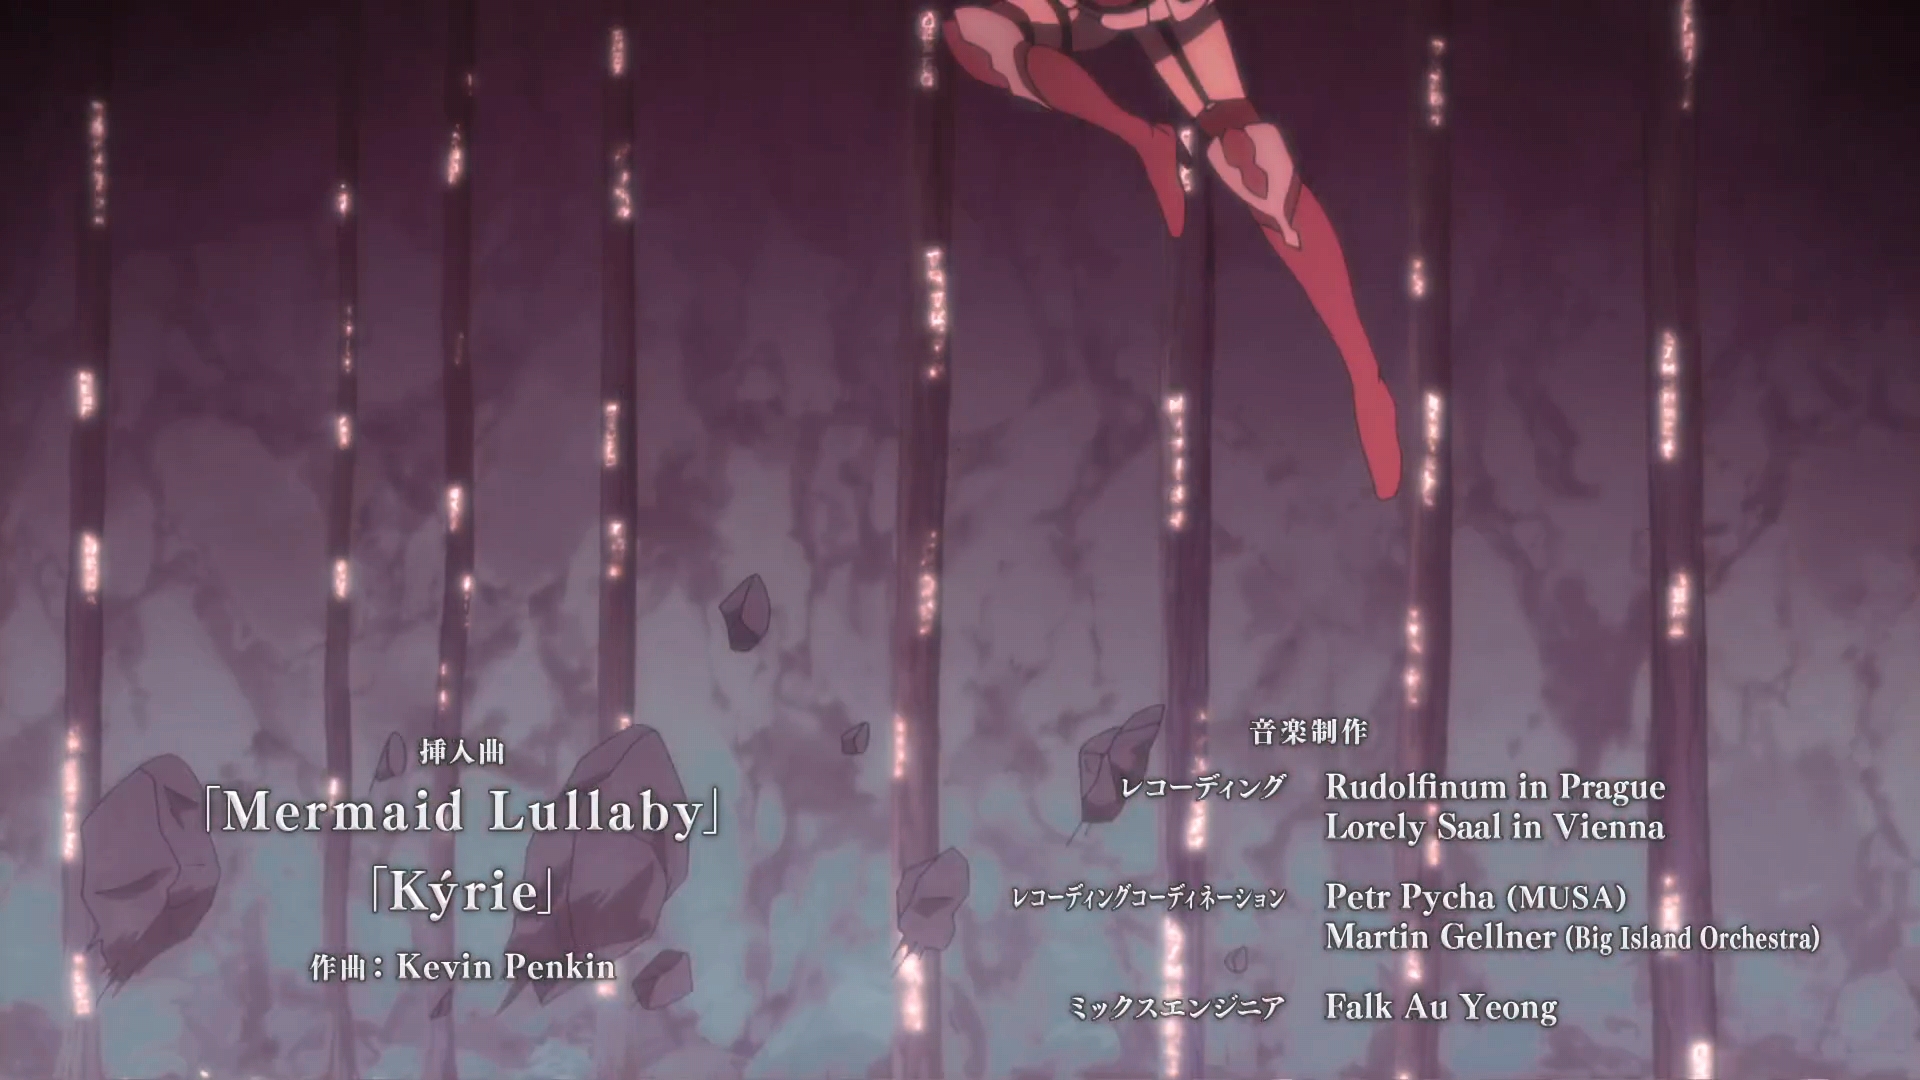 挿入曲
「Mermaid Lullaby」
「Kýrie」
作曲：Kevin Penkin
音楽制作
レコーディング Rudolfinum in Prague
Lorely Saal in Vienna
レコーディングコーディネーション Petr Pycha (MUSA)
Martin Gellner (Big Island Orchestra)
ミックスエンジニア Falk Au Yeong